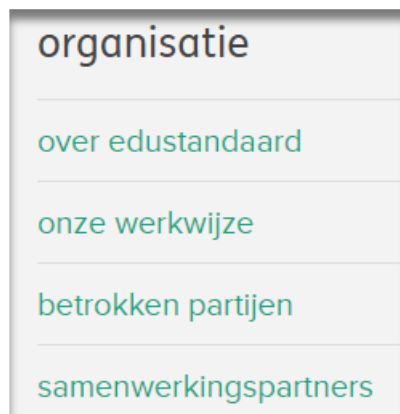 organisatie
over edustandaard
onze werkwijze
betrokken partijen
samenwerkingspartners